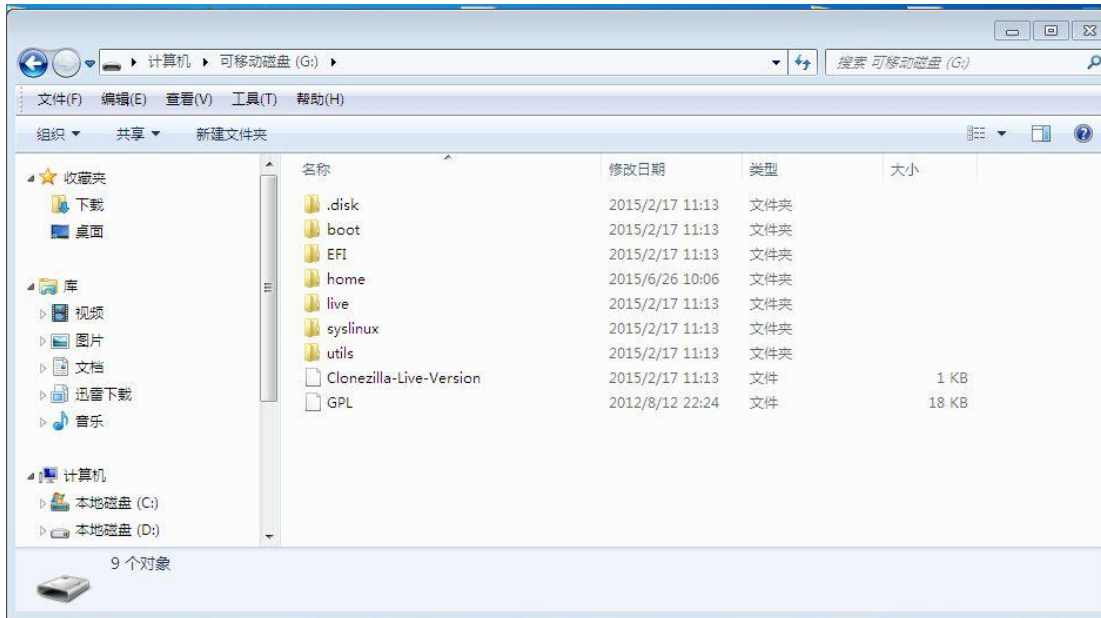 计算机 可移动磁盘 (G:) 搜索 可移动磁盘 (G:)
文件(F) 编辑(E) 查看(V) 工具(T) 帮助(H)
组织 共享 新建文件夹
收藏夹
下载
桌面
库
视频
图片
文档
迅雷下载
音乐
计算机
本地磁盘 (C:)
本地磁盘 (D:)
名称 修改日期 类型 大小
.disk 2015/2/17 11:13 文件夹
boot 2015/2/17 11:13 文件夹
EFI 2015/2/17 11:13 文件夹
home 2015/6/26 10:06 文件夹
live 2015/2/17 11:13 文件夹
syslinux 2015/2/17 11:13 文件夹
utils 2015/2/17 11:13 文件夹
Clonezilla-Live-Version 2015/2/17 11:13 文件 1 KB
GPL 2012/8/12 22:24 文件 18 KB
9 个对象